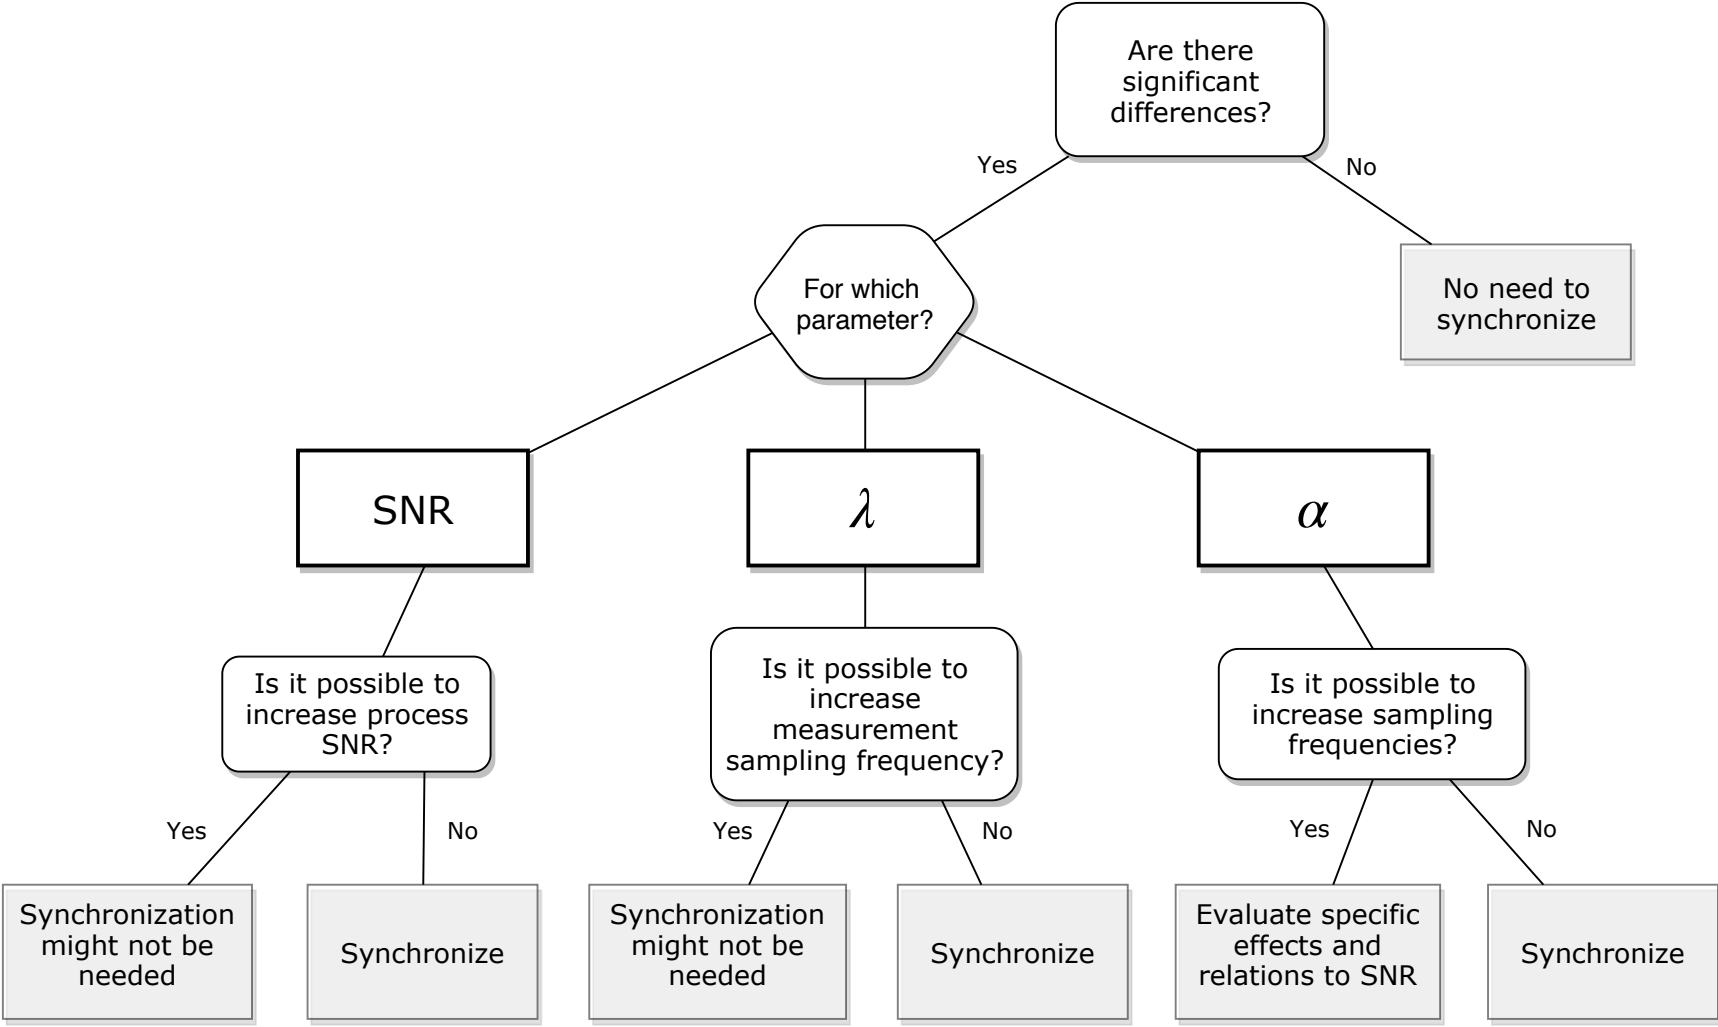 Are there
significant
differences?
Yes
No
For which
parameter?
No need to
synchronize
SNR
λ
α
Is it possible to
increase process
SNR?
Is it possible to
increase
measurement
sampling frequency?
Is it possible to
increase sampling
frequencies?
Yes
No
Yes
No
Yes
No
Synchronization
might not be
needed
Synchronize
Synchronization
might not be
needed
Synchronize
Evaluate specific
effects and
relations to SNR
Synchronize